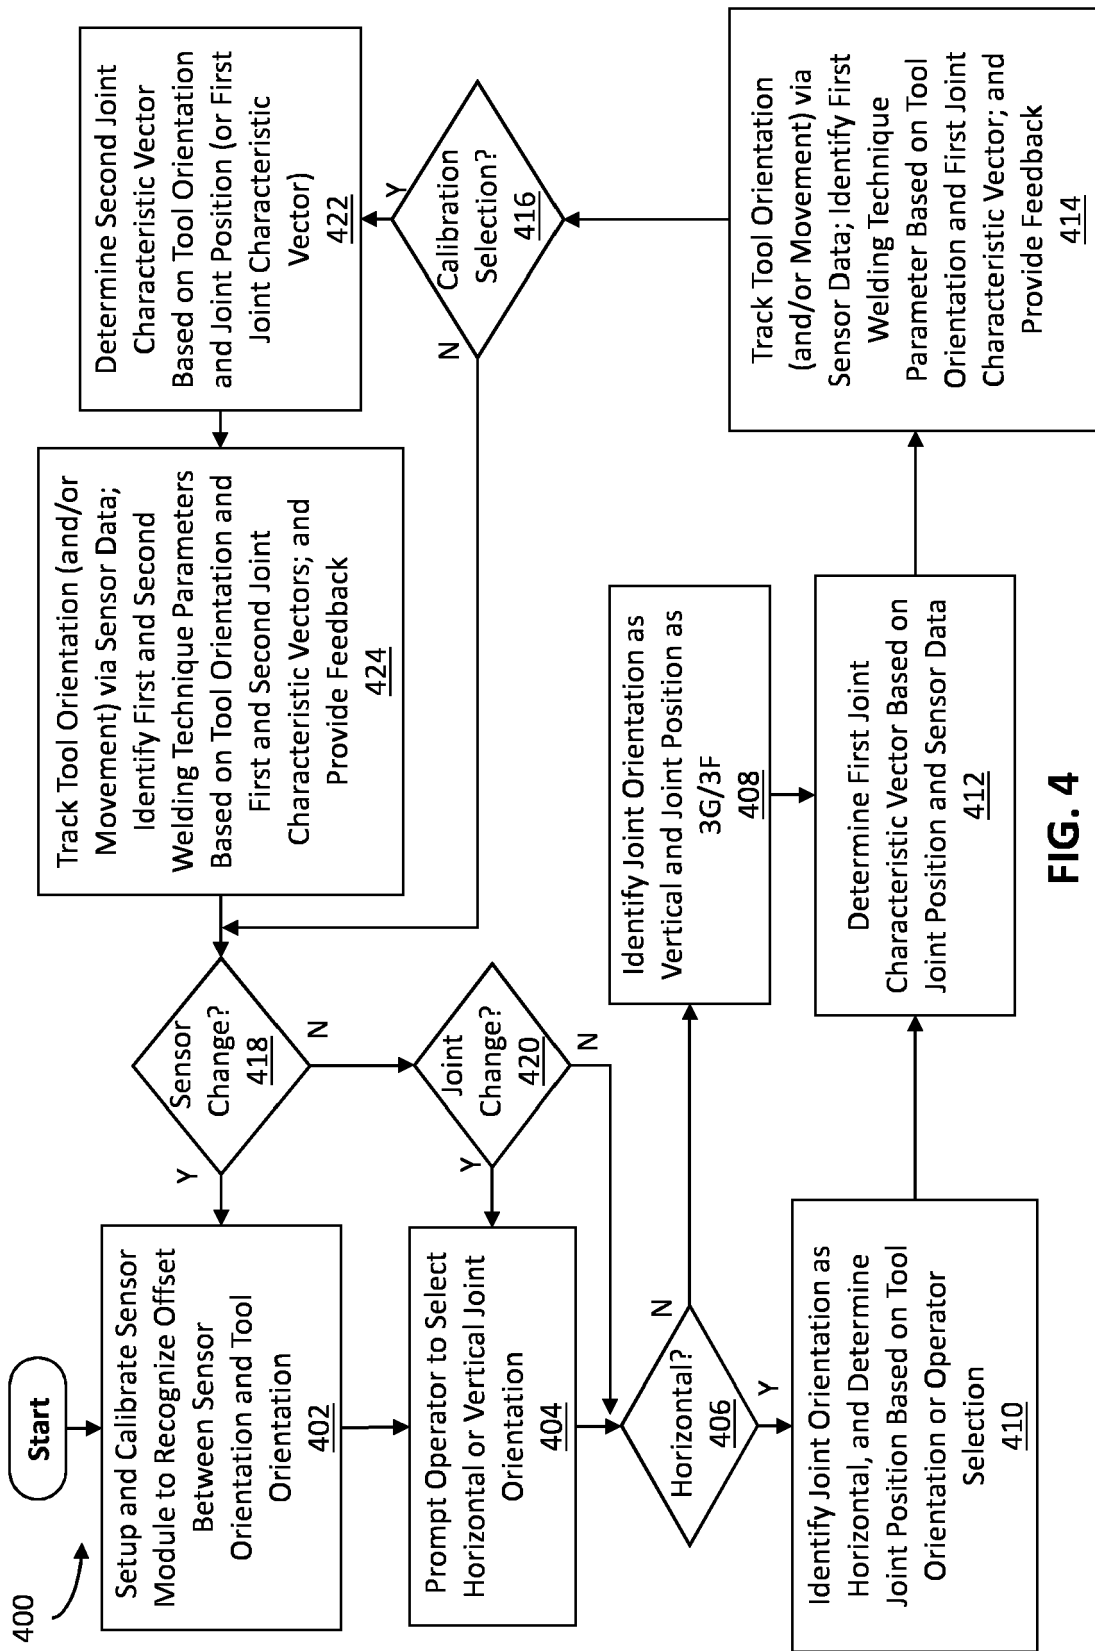 400
Start
Setup and Calibrate Sensor
Module to Recognize Offset
Between Sensor
Orientation and Tool
Orientation
402
Prompt Operator to Select
Horizontal or Vertical Joint
Orientation
404
Horizontal?
406
N
Y
Identify Joint Orientation as
Horizontal, and Determine
Joint Position Based on Tool
Orientation or Operator
Selection
410
Identify Joint Orientation as
Vertical and Joint Position as
3G/3F
408
Determine First Joint
Characteristic Vector Based on
Joint Position and Sensor Data
412
Track Tool Orientation
(and/or Movement) via
Sensor Data; Identify First
Welding Technique
Parameter Based on Tool
Orientation and First Joint
Characteristic Vector; and
Provide Feedback
414
Calibration
Selection?
416
N
Y
Determine Second Joint
Characteristic Vector
Based on Tool Orientation
and Joint Position (or First
Joint Characteristic
Vector)
422
Track Tool Orientation (and/or
Movement) via Sensor Data;
Identify First and Second
Welding Technique Parameters
Based on Tool Orientation and
First and Second Joint
Characteristic Vectors; and
Provide Feedback
424
Sensor
Change?
418
Y
N
Joint
Change?
420
Y
N
FIG. 4